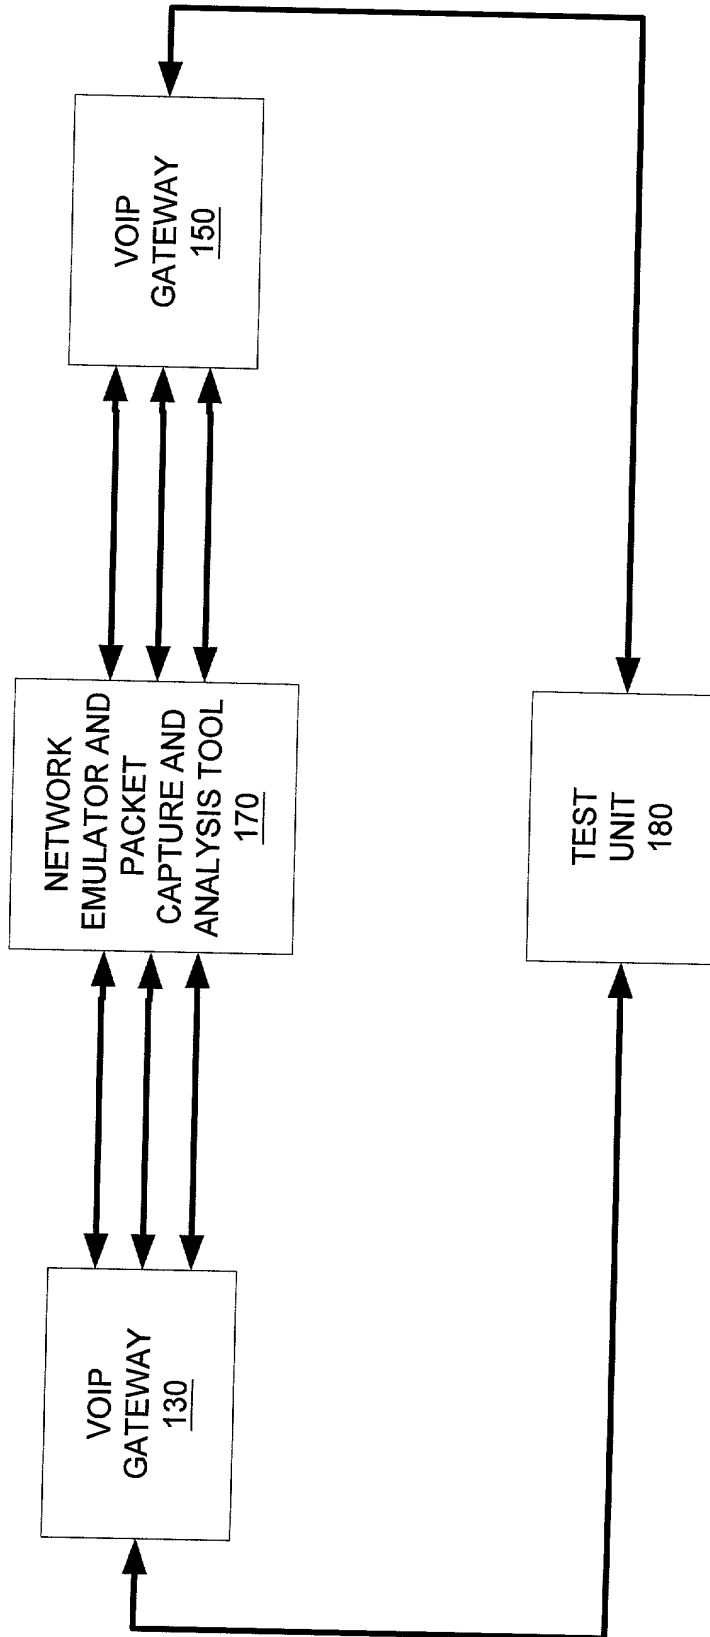 VOIP
GATEWAY
130
NETWORK
EMULATOR AND
PACKET
CAPTURE AND
ANALYSIS TOOL
170
VOIP
GATEWAY
150
TEST
UNIT
180